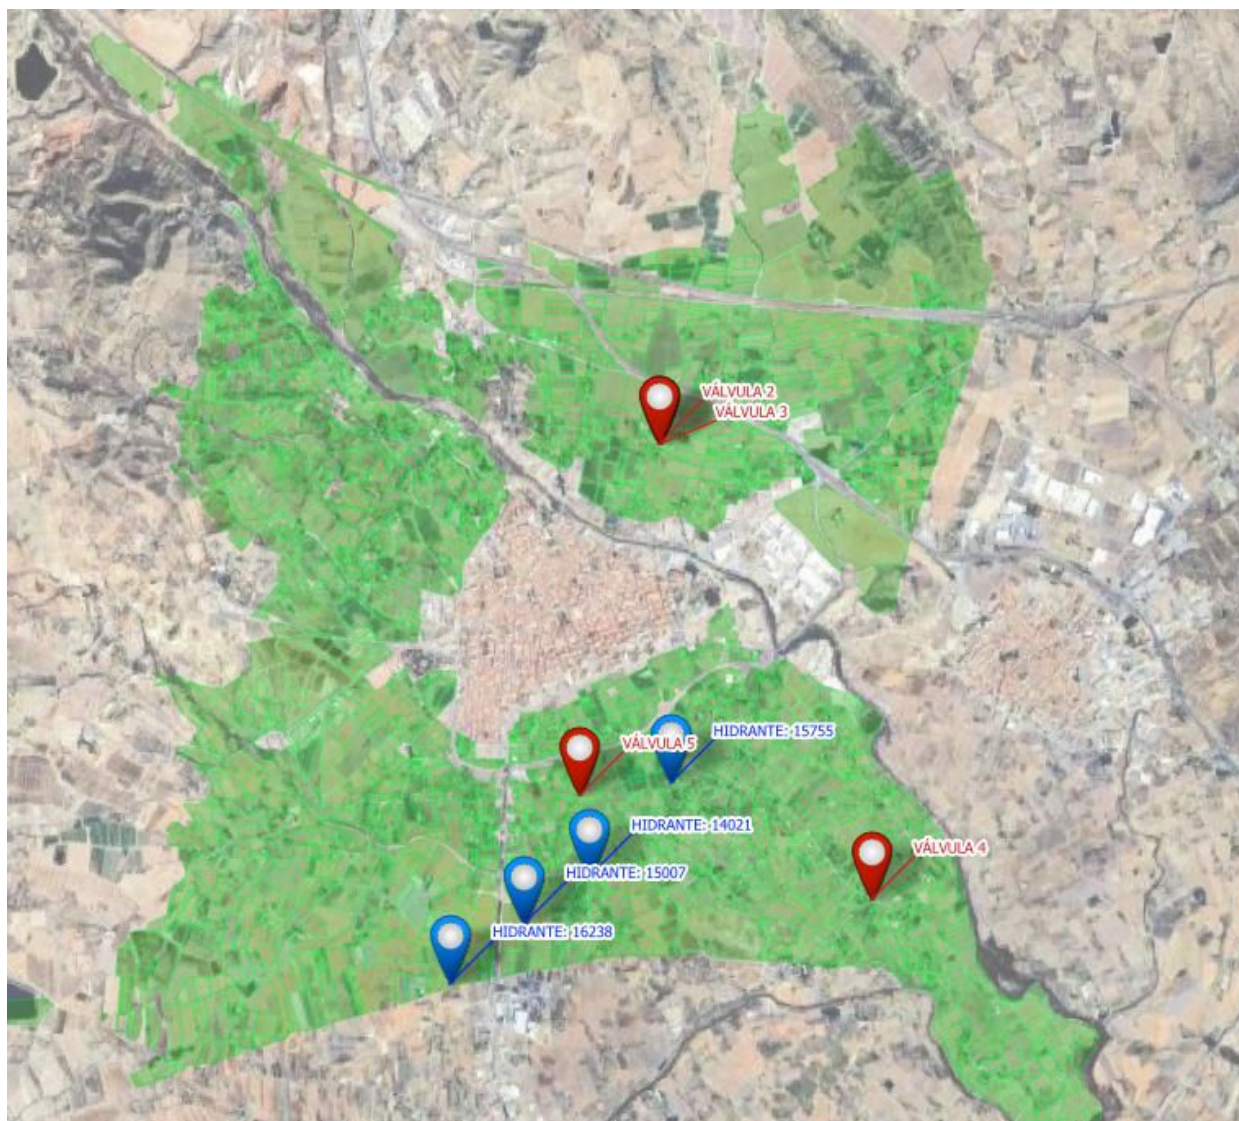 VÁLVULA 2
VÁLVULA 3
HIDRANTE: 15755
VÁLVULA 5
HIDRANTE: 14021
VÁLVULA 4
HIDRANTE: 15007
HIDRANTE: 16238